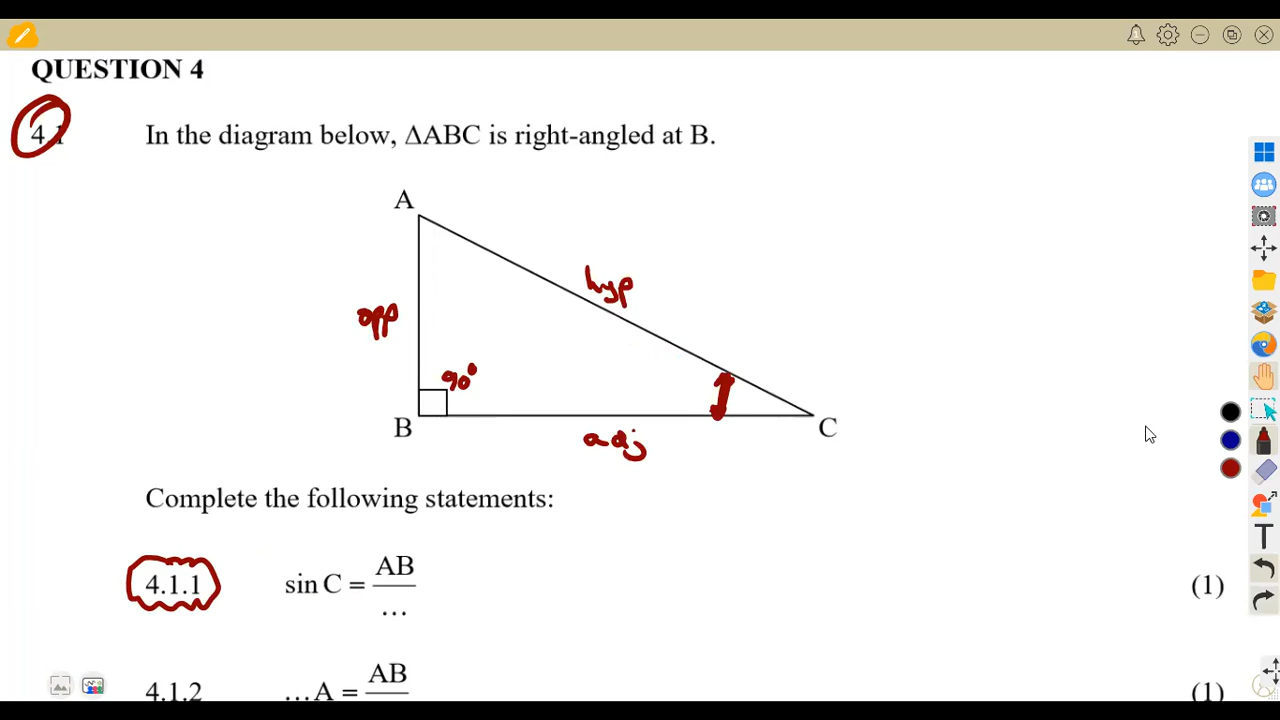 QUESTION 4
4.1 In the diagram below, ΔABC is right-angled at B.
A
hyp
opp
90°
B
C
adj
Complete the following statements:
4.1.1 sin C = AB / … (1)
4.1.2 …A = AB (1)
T